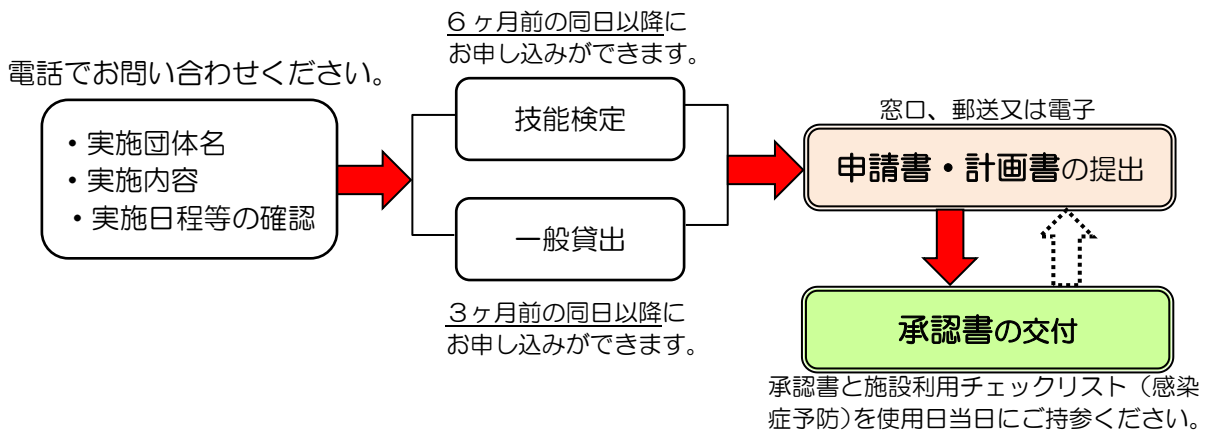 電話でお問い合わせください。
・実施団体名
・実施内容
・実施日程等の確認
6ヶ月前の同日以降に
お申し込みができます。
技能検定
一般貸出
3ヶ月前の同日以降に
お申し込みができます。
窓口、郵送又は電子
申請書・計画書の提出
承認書の交付
承認書と施設利用チェックリスト（感染
症予防）を使用日当日にご持参ください。